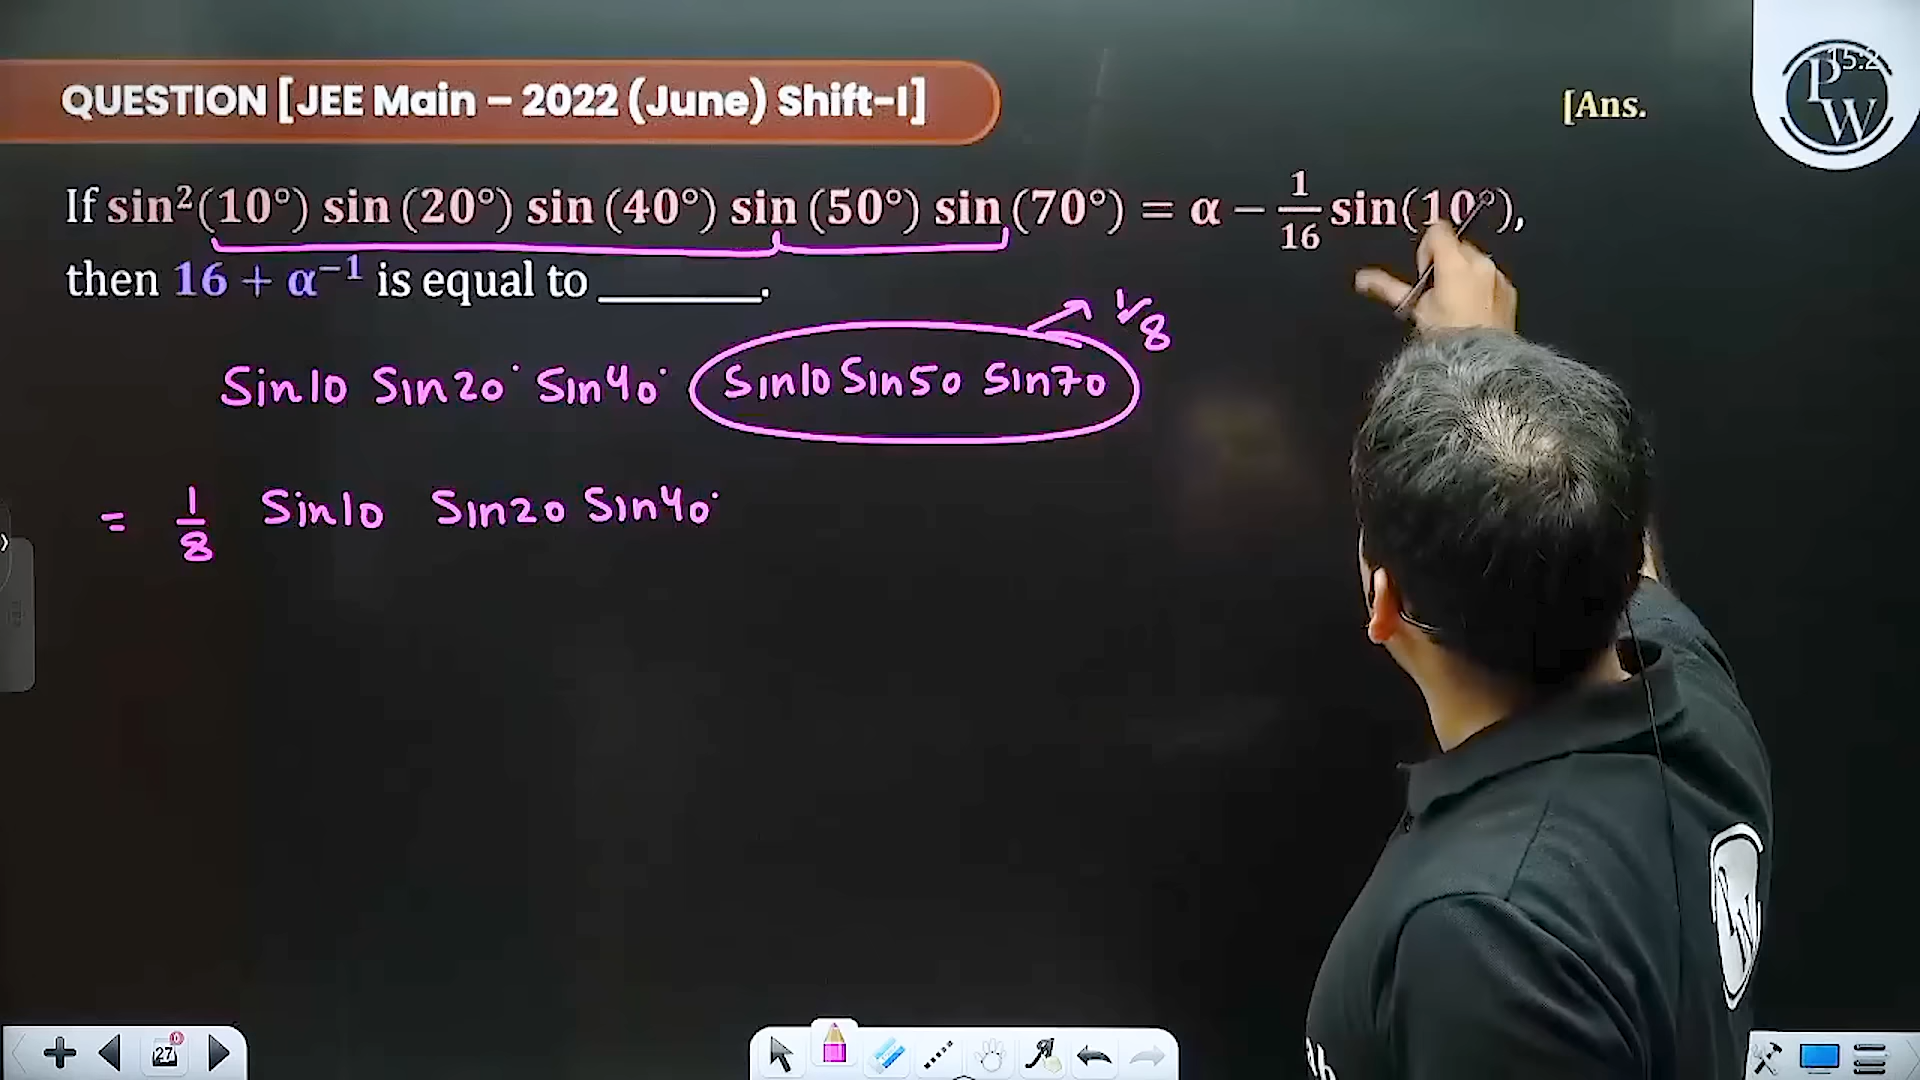 QUESTION [JEE Main – 2022 (June) Shift-I]
[Ans.
PW
If sin²(10°) sin (20°) sin (40°) sin (50°) sin (70°) = α − 1/16 sin(10°),
then 16 + α⁻¹ is equal to ______.
1/8
Sin10 Sin20° Sin40° Sin10 Sin50 Sin70
= 1/8 Sin10 Sin20 Sin40°
27